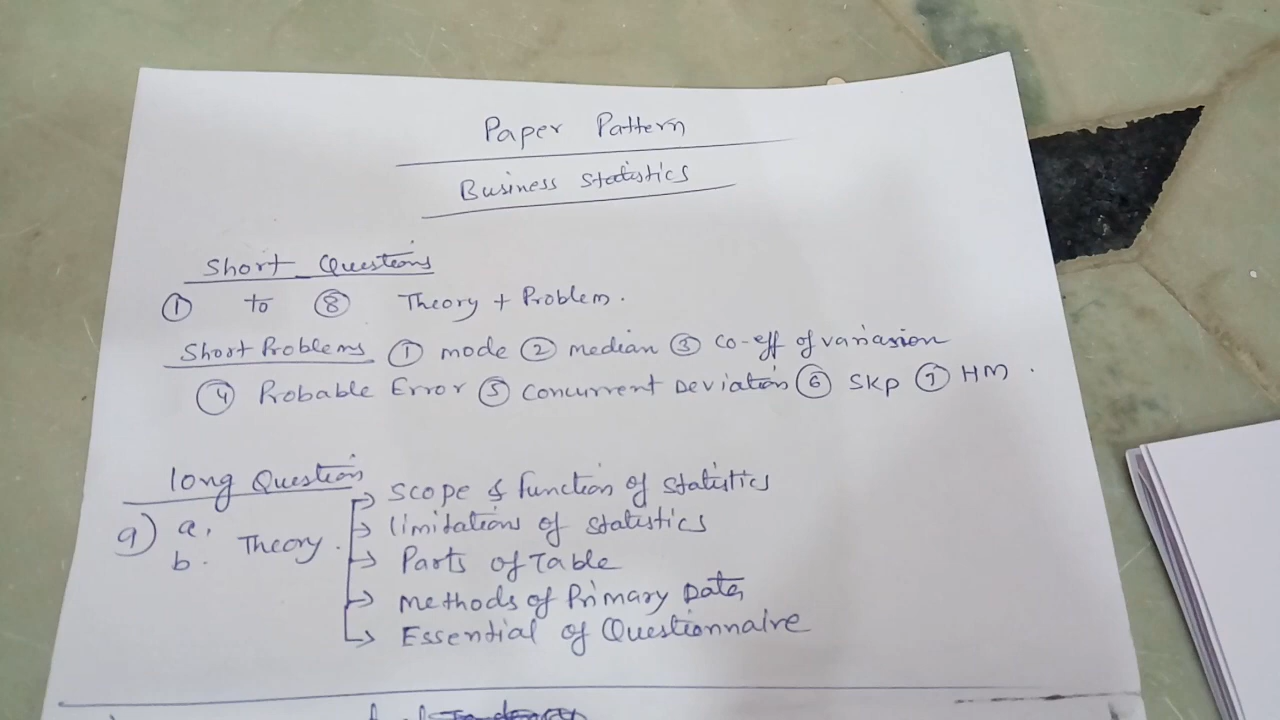 Paper Pattern
Business Statistics
Short Questions
① to ⑧ Theory + Problem.
Short Problems ① mode ② median ③ co-eff of variasion
④ Probable Error ⑤ Concurrent Deviation ⑥ SKp ⑦ HM.
long Question
9) a. Theory. → scope & function of statistics
→ limitations of statistics
b. → Parts of Table
→ methods of Primary Data
→ Essential of Questionnaire